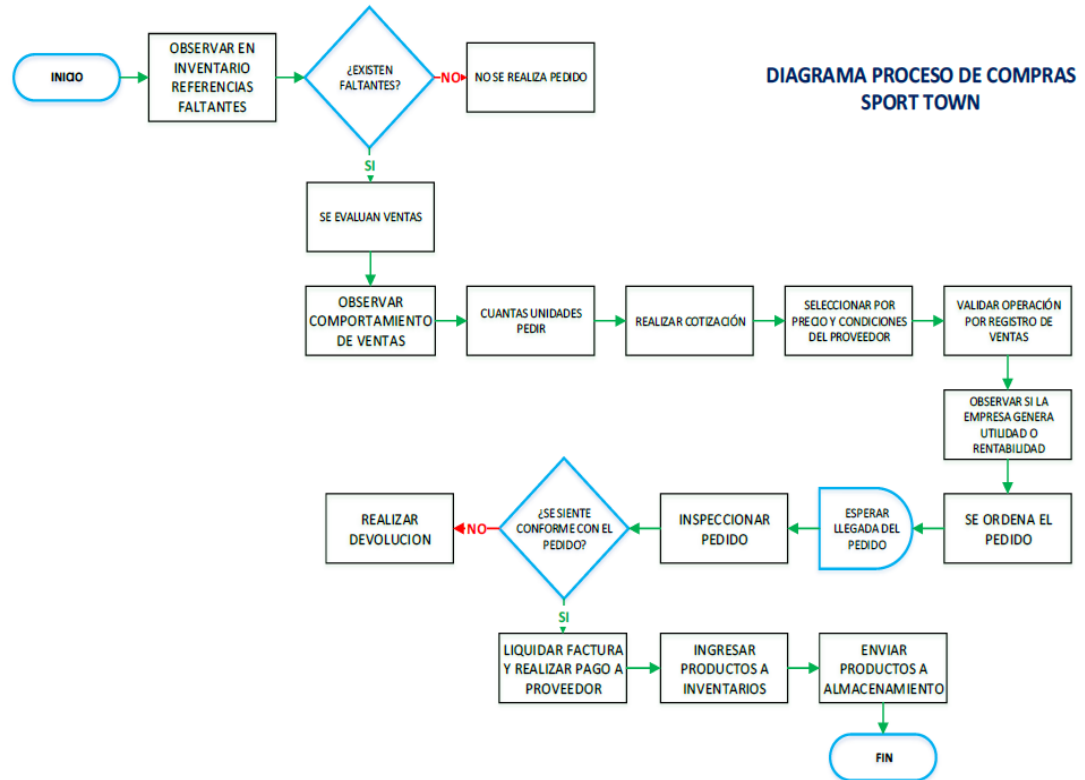 DIAGRAMA PROCESO DE COMPRAS
SPORT TOWN
INICIO
OBSERVAR EN
INVENTARIO
REFERENCIAS
FALTANTES
¿EXISTEN
FALTANTES?
NO
NO SE REALIZA PEDIDO
SI
SE EVALUAN VENTAS
OBSERVAR
COMPORTAMIENTO
DE VENTAS
CUANTAS UNIDADES
PEDIR
REALIZAR COTIZACIÓN
SELECCIONAR POR
PRECIO Y CONDICIONES
DEL PROVEEDOR
VALIDAR OPERACIÓN
POR REGISTRO DE
VENTAS
OBSERVAR SI LA
EMPRESA GENERA
UTILIDAD O
RENTABILIDAD
SE ORDENA EL
PEDIDO
ESPERAR
LLEGADA DEL
PEDIDO
INSPECCIONAR
PEDIDO
¿SE SIENTE
CONFORME CON EL
PEDIDO?
NO
REALIZAR
DEVOLUCION
SI
LIQUIDAR FACTURA
Y REALIZAR PAGO A
PROVEEDOR
INGRESAR
PRODUCTOS A
INVENTARIOS
ENVIAR
PRODUCTOS A
ALMACENAMIENTO
FIN